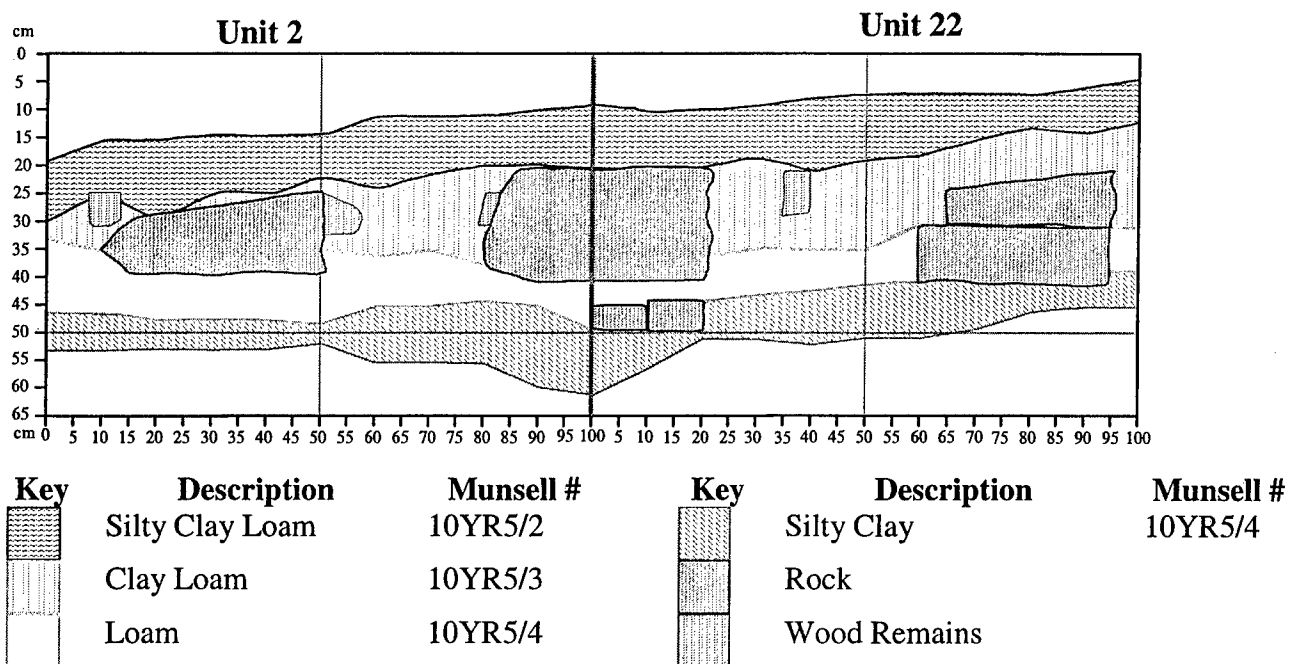 Unit 2 Unit 22
cm
0
5
10
15
20
25
30
35
40
45
50
55
60
65
cm 0 5 10 15 20 25 30 35 40 45 50 55 60 65 70 75 80 85 90 95 100 5 10 15 20 25 30 35 40 45 50 55 60 65 70 75 80 85 90 95 100
Key Description Munsell # Key Description Munsell #
Silty Clay Loam 10YR5/2 Silty Clay 10YR5/4
Clay Loam 10YR5/3 Rock
Loam 10YR5/4 Wood Remains